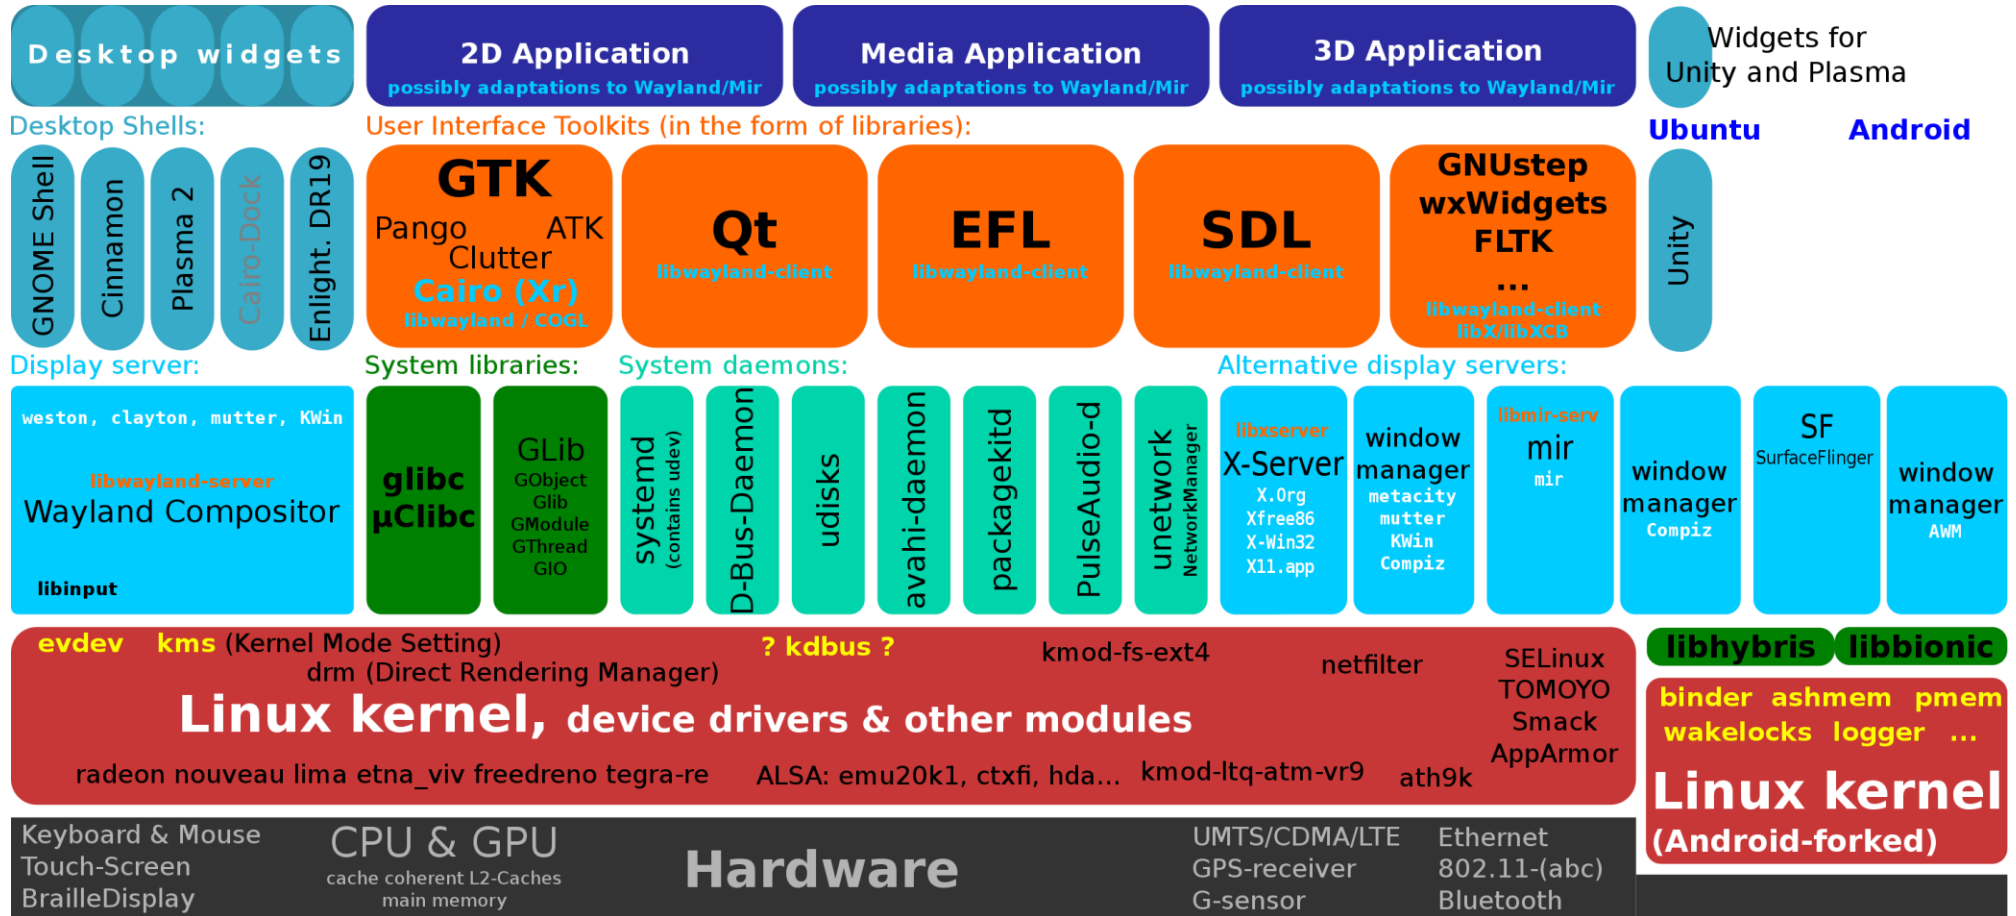 Desktop widgets
2D Application
possibly adaptations to Wayland/Mir
Media Application
possibly adaptations to Wayland/Mir
3D Application
possibly adaptations to Wayland/Mir
Widgets for
Unity and Plasma
Desktop Shells:
User Interface Toolkits (in the form of libraries):
Ubuntu
Android
GNOME Shell
Cinnamon
Plasma 2
Cairo-Dock
Enlight. DR19
GTK
Pango ATK
Clutter
Cairo (Xr)
libwayland / COGL
Qt
libwayland-client
EFL
libwayland-client
SDL
libwayland-client
GNUstep
wxWidgets
FLTK
...
libwayland-client
libX/libXCB
Unity
Display server:
System libraries:
System daemons:
Alternative display servers:
weston, clayton, mutter, KWin
libwayland-server
Wayland Compositor
libinput
glibc
µClibc
GLib
GObject
Glib
GModule
GThread
GIO
systemd
(contains udev)
D-Bus-Daemon
udisks
avahi-daemon
packagekitd
PulseAudio-d
unetwork
NetworkManager
libxserver
X-Server
X.Org
Xfree86
X-Win32
X11.app
window
manager
metacity
mutter
KWin
Compiz
libmir-serv
mir
mir
window
manager
Compiz
SF
SurfaceFlinger
window
manager
AWM
evdev kms (Kernel Mode Setting)
drm (Direct Rendering Manager)
? kdbus ?
kmod-fs-ext4
netfilter
SELinux
TOMOYO
Smack
AppArmor
Linux kernel, device drivers & other modules
radeon nouveau lima etna_viv freedreno tegra-re
ALSA: emu20k1, ctxfi, hda...
kmod-ltq-atm-vr9
ath9k
libhybris
libbionic
binder ashmem pmem
wakelocks logger ...
Linux kernel
(Android-forked)
Keyboard & Mouse
Touch-Screen
BrailleDisplay
CPU & GPU
cache coherent L2-Caches
main memory
Hardware
UMTS/CDMA/LTE
GPS-receiver
G-sensor
Ethernet
802.11-(abc)
Bluetooth